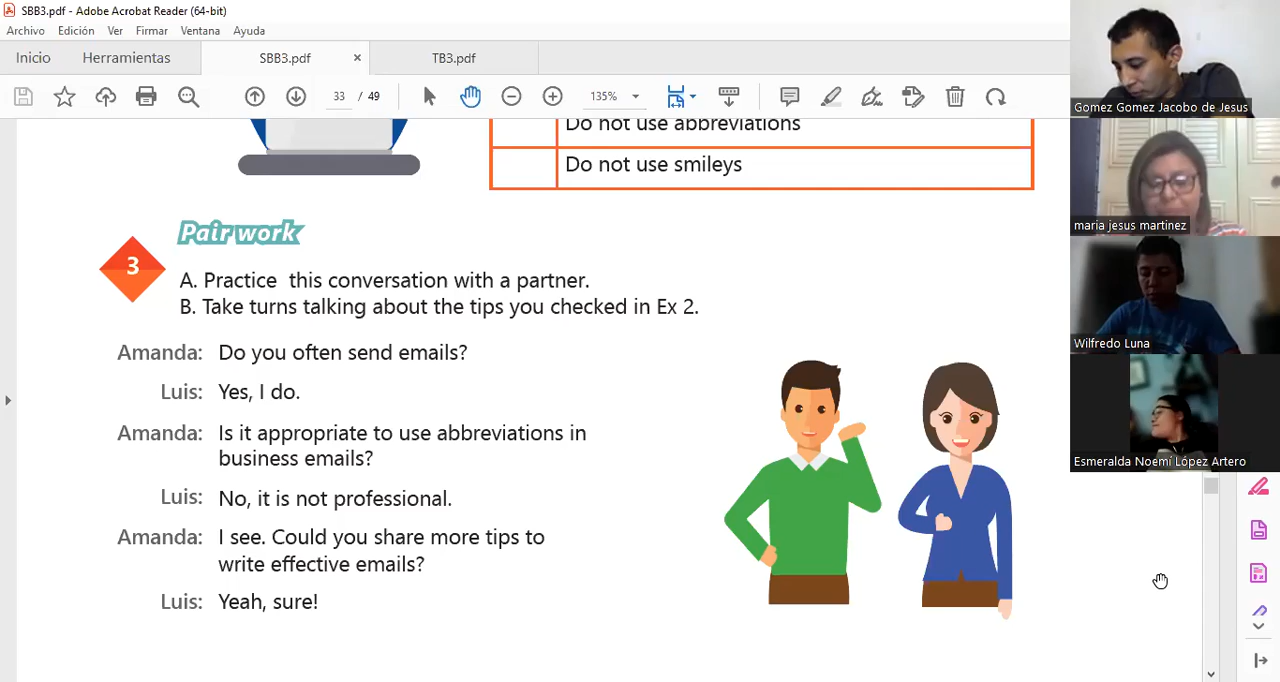 SBB3.pdf - Adobe Acrobat Reader (64-bit)
Archivo Edición Ver Firmar Ventana Ayuda
Inicio Herramientas SBB3.pdf × TB3.pdf
33 / 49 135%
Do not use abbreviations
Do not use smileys
Pair work
3
A. Practice this conversation with a partner.
B. Take turns talking about the tips you checked in Ex 2.
Amanda: Do you often send emails?
Luis: Yes, I do.
Amanda: Is it appropriate to use abbreviations in
business emails?
Luis: No, it is not professional.
Amanda: I see. Could you share more tips to
write effective emails?
Luis: Yeah, sure!
Gomez Gomez Jacobo de Jesus
maria jesus martinez
Wilfredo Luna
Esmeralda Noemí López Artero